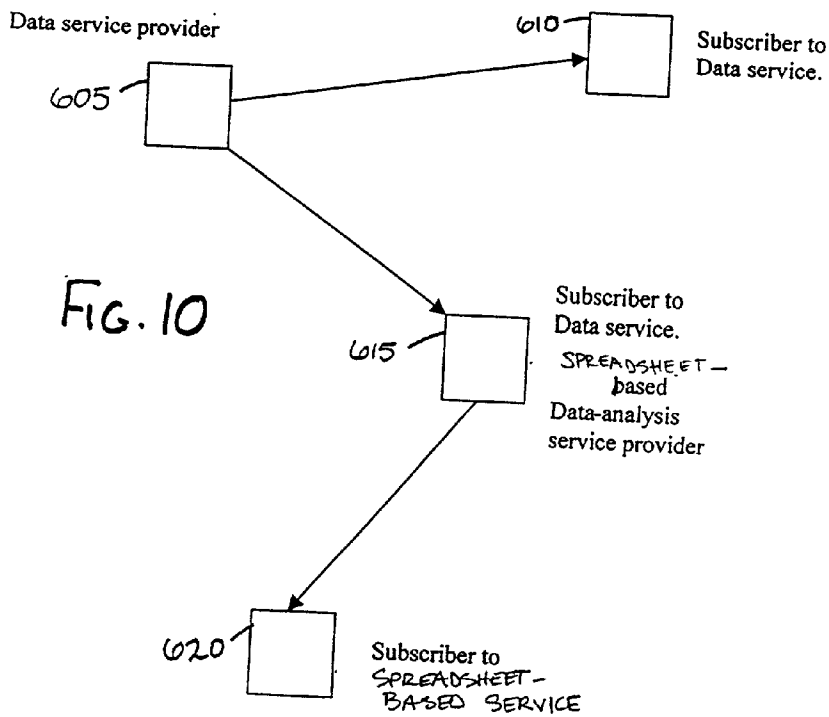 Data service provider
605
610
Subscriber to
Data service.
FIG. 10
615
Subscriber to
Data service.
SPREADSHEET-
based
Data-analysis
service provider
620
Subscriber to
SPREADSHEET-
BASED SERVICE